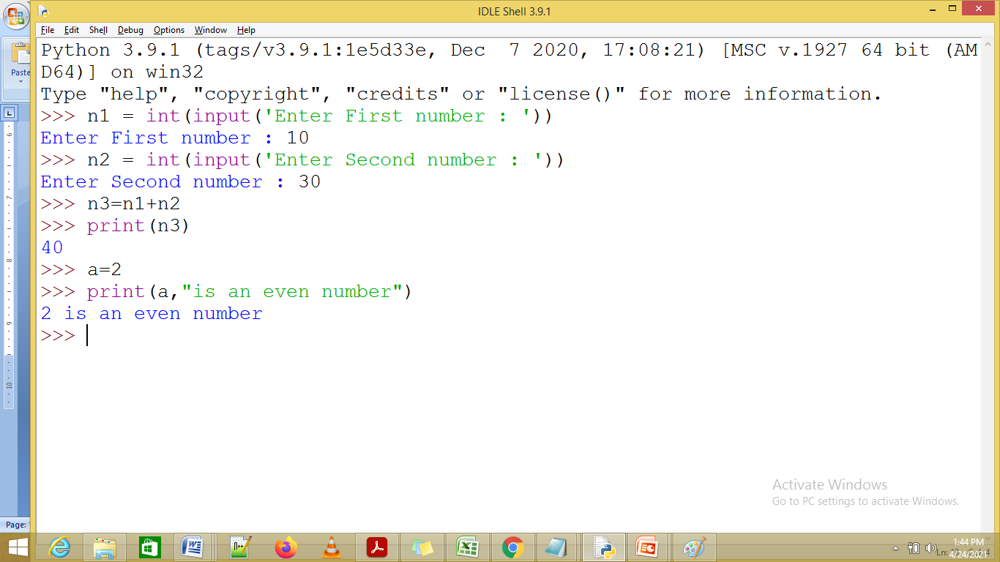 IDLE Shell 3.9.1
File Edit Shell Debug Options Window Help
Paste
Python 3.9.1 (tags/v3.9.1:1e5d33e, Dec  7 2020, 17:08:21) [MSC v.1927 64 bit (AM
D64)] on win32
Type "help", "copyright", "credits" or "license()" for more information.
>>> n1 = int(input('Enter First number : '))
Enter First number : 10
>>> n2 = int(input('Enter Second number : '))
Enter Second number : 30
>>> n3=n1+n2
>>> print(n3)
40
>>> a=2
>>> print(a,"is an even number")
2 is an even number
>>>
6
7
8
9
10
Activate Windows
Go to PC settings to activate Windows.
Page:
1:44 PM
Ln:
4/24/2021